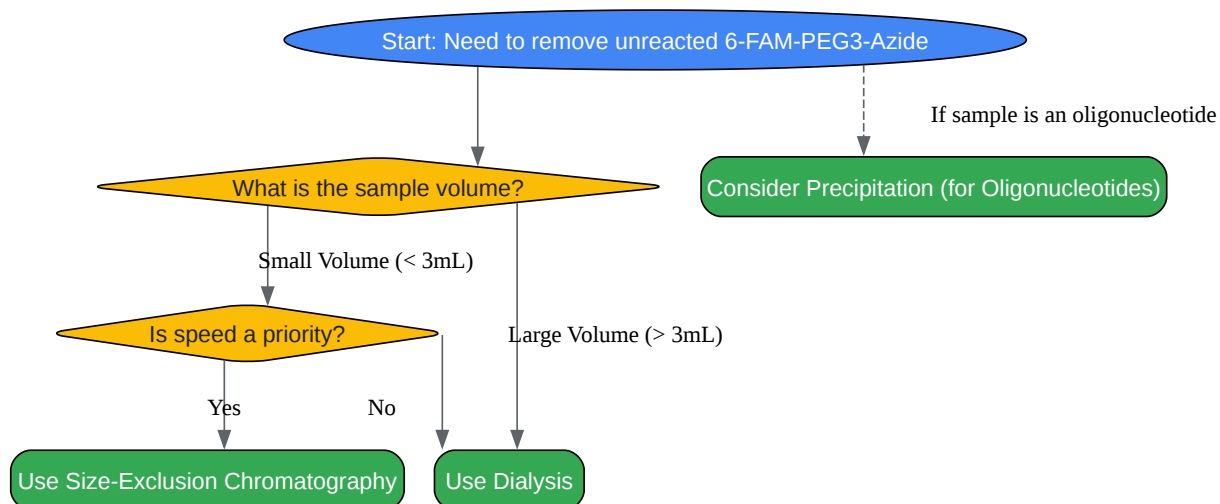 Start: Need to remove unreacted 6-FAM-PEG3-Azide
If sample is an oligonucleotide
What is the sample volume?
Consider Precipitation (for Oligonucleotides)
Small Volume (< 3mL)
Is speed a priority?
Large Volume (> 3mL)
Yes
No
Use Size-Exclusion Chromatography
Use Dialysis